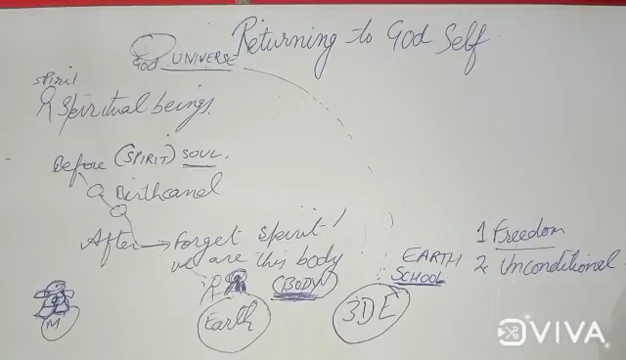 Returning to God Self
GOD UNIVERSE
spirit
Spiritual beings
Before (SPIRIT) SOUL.
Birthcanel
After → Forget spirit
we are this body
(BODY)
M
Earth
3DE
EARTH
SCHOOL
1 Freedom
2 Unconditional
VIVA